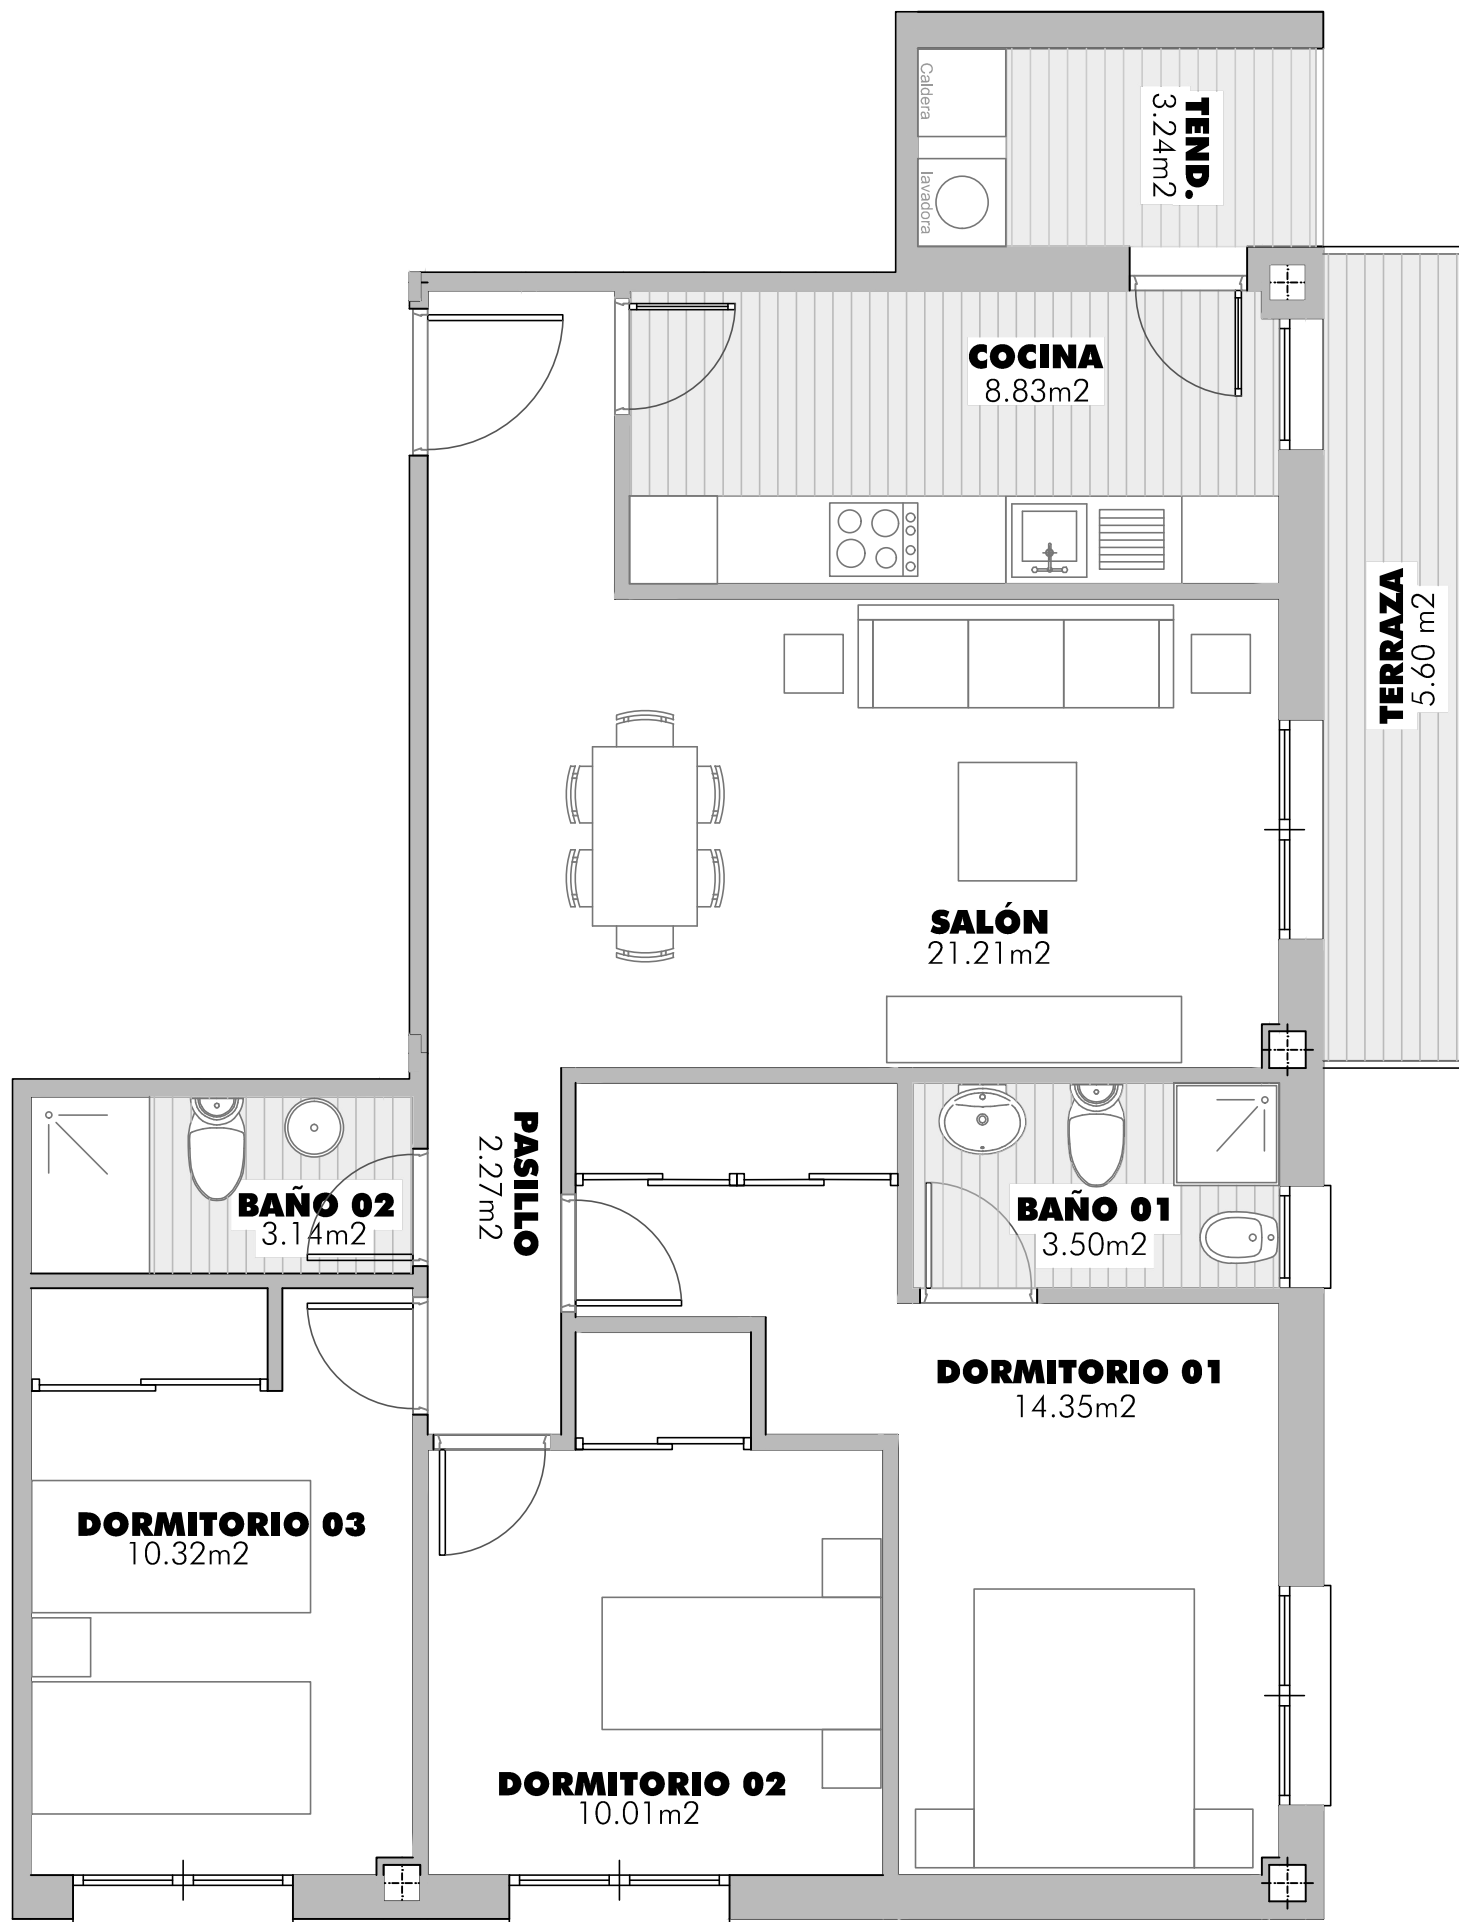 Caldera
lavadora
TEND.
3.24m2
COCINA
8.83m2
TERRAZA
5.60 m2
SALÓN
21.21m2
PASILLO
2.27m2
BAÑO 02
3.14m2
BAÑO 01
3.50m2
DORMITORIO 01
14.35m2
DORMITORIO 03
10.32m2
DORMITORIO 02
10.01m2